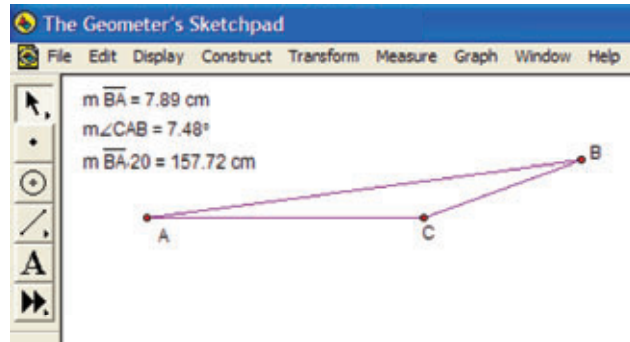 The Geometer's Sketchpad
File Edit Display Construct Transform Measure Graph Window Help
m BA = 7.89 cm
m∠CAB = 7.48°
m BA·20 = 157.72 cm
B
A
C
A